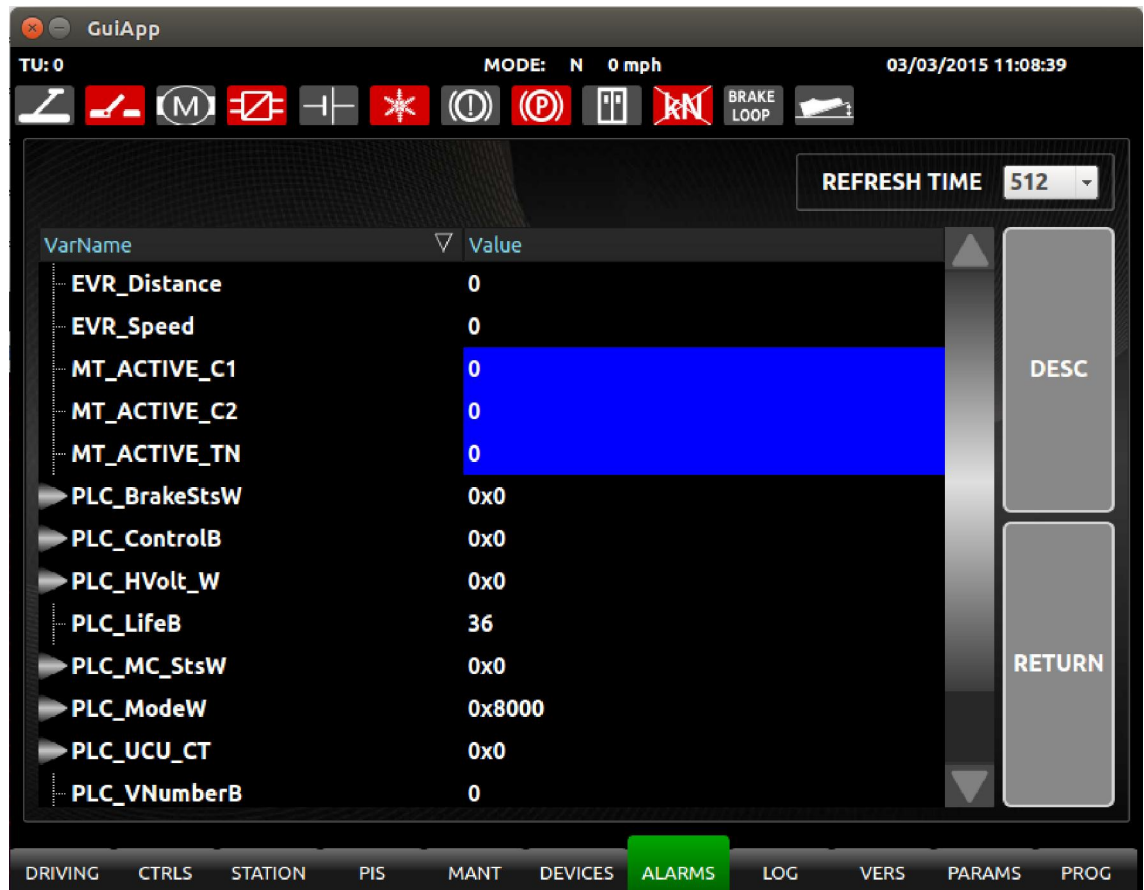 GuiApp
TU: 0 MODE: N 0 mph 03/03/2015 11:08:39
M (!) (P) kN BRAKE LOOP
REFRESH TIME 512
VarName Value
EVR_Distance 0
EVR_Speed 0
MT_ACTIVE_C1 0
DESC
MT_ACTIVE_C2 0
MT_ACTIVE_TN 0
PLC_BrakeStsW 0x0
PLC_ControlB 0x0
PLC_HVolt_W 0x0
PLC_LifeB 36
PLC_MC_StsW 0x0
RETURN
PLC_ModeW 0x8000
PLC_UCU_CT 0x0
PLC_VNumberB 0
DRIVING CTRLS STATION PIS MANT DEVICES ALARMS LOG VERS PARAMS PROG